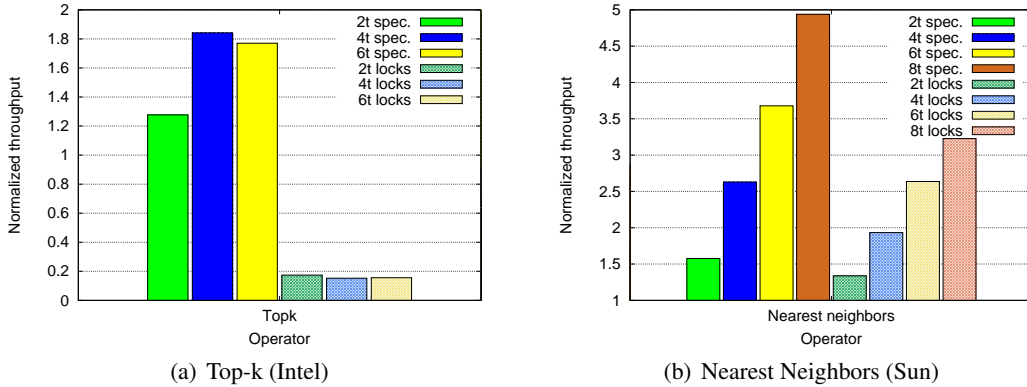 Normalized throughput
2
1.8
1.6
1.4
1.2
1
0.8
0.6
0.4
0.2
0
2t spec.
4t spec.
6t spec.
2t locks
4t locks
6t locks
Topk
Operator
(a) Top-k (Intel)
Normalized throughput
5
4.5
4
3.5
3
2.5
2
1.5
1
2t spec.
4t spec.
6t spec.
8t spec.
2t locks
4t locks
6t locks
8t locks
Nearest neighbors
Operator
(b) Nearest Neighbors (Sun)